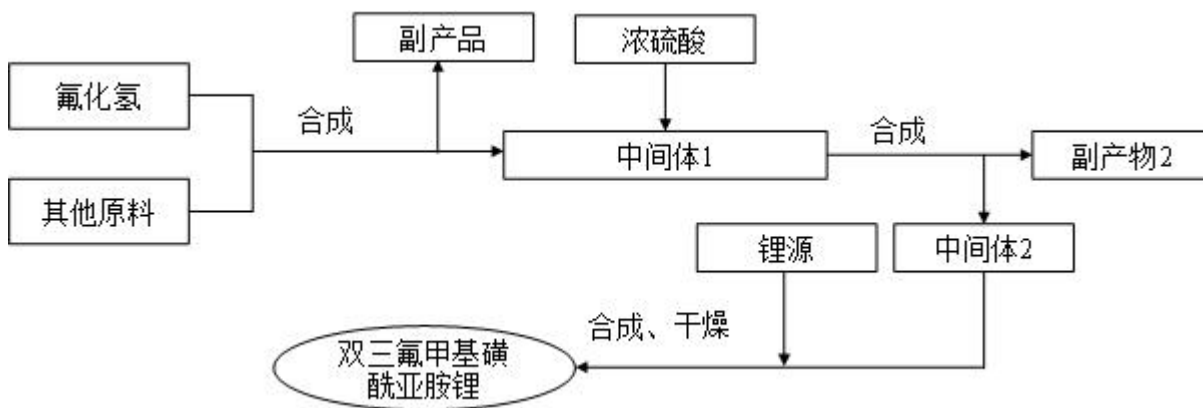 副产品
浓硫酸
氟化氢
合成
合成
中间体1
副产物2
其他原料
锂源
中间体2
合成、干燥
双三氟甲基磺
酰亚胺锂